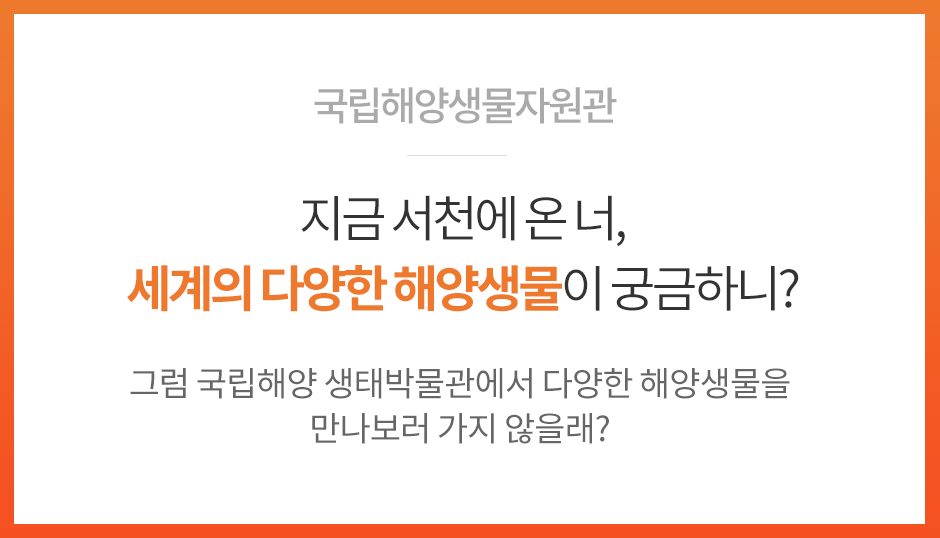 국립해양생물자원관
지금 서천에 온 너,
세계의 다양한 해양생물이 궁금하니?
그럼 국립해양 생태박물관에서 다양한 해양생물을
만나보러 가지 않을래?